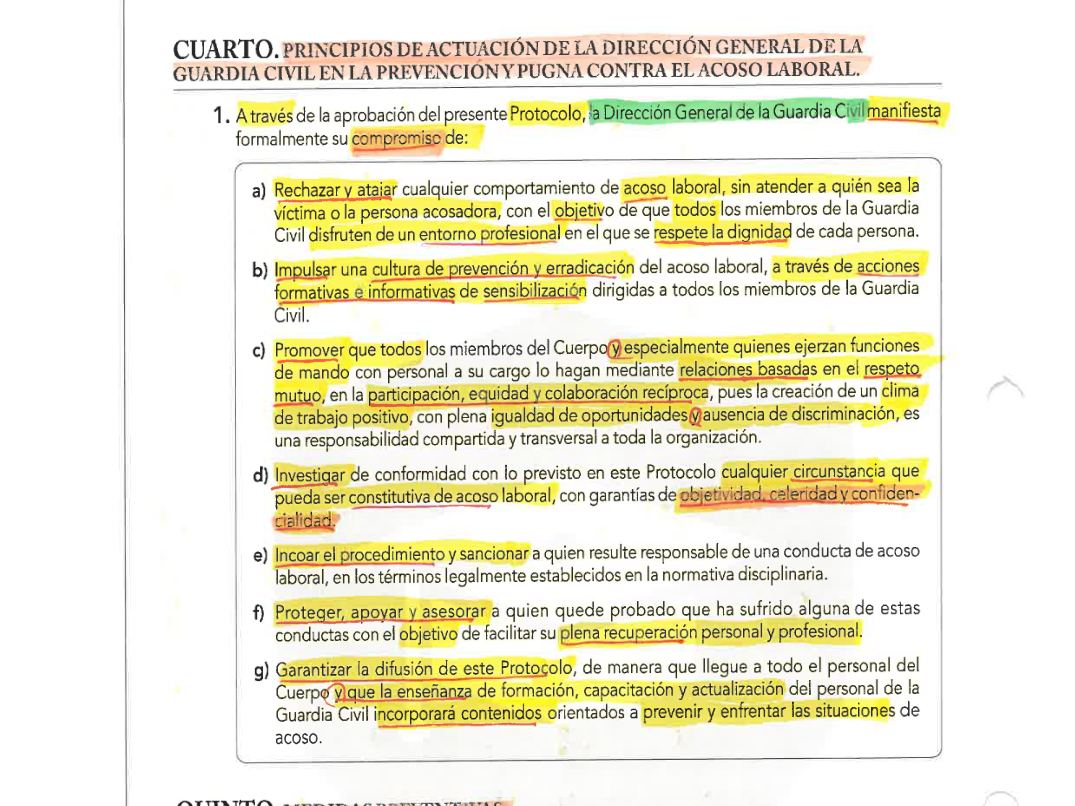 CUARTO. PRINCIPIOS DE ACTUACIÓN DE LA DIRECCIÓN GENERAL DE LA
GUARDIA CIVIL EN LA PREVENCIÓN Y PUGNA CONTRA EL ACOSO LABORAL.
1. A través de la aprobación del presente Protocolo, la Dirección General de la Guardia Civil manifiesta
formalmente su compromiso de:
a) Rechazar y atajar cualquier comportamiento de acoso laboral, sin atender a quién sea la
víctima o la persona acosadora, con el objetivo de que todos los miembros de la Guardia
Civil disfruten de un entorno profesional en el que se respete la dignidad de cada persona.
b) Impulsar una cultura de prevención y erradicación del acoso laboral, a través de acciones
formativas e informativas de sensibilización dirigidas a todos los miembros de la Guardia
Civil.
c) Promover que todos los miembros del Cuerpo y especialmente quienes ejerzan funciones
de mando con personal a su cargo lo hagan mediante relaciones basadas en el respeto
mutuo, en la participación, equidad y colaboración recíproca, pues la creación de un clima
de trabajo positivo, con plena igualdad de oportunidades y ausencia de discriminación, es
una responsabilidad compartida y transversal a toda la organización.
d) Investigar de conformidad con lo previsto en este Protocolo cualquier circunstancia que
pueda ser constitutiva de acoso laboral, con garantías de objetividad, celeridad y confiden-
cialidad.
e) Incoar el procedimiento y sancionar a quien resulte responsable de una conducta de acoso
laboral, en los términos legalmente establecidos en la normativa disciplinaria.
f) Proteger, apoyar y asesorar a quien quede probado que ha sufrido alguna de estas
conductas con el objetivo de facilitar su plena recuperación personal y profesional.
g) Garantizar la difusión de este Protocolo, de manera que llegue a todo el personal del
Cuerpo y que la enseñanza de formación, capacitación y actualización del personal de la
Guardia Civil incorporará contenidos orientados a prevenir y enfrentar las situaciones de
acoso.
QUINTO. MEDIDAS PREVENTIVAS.